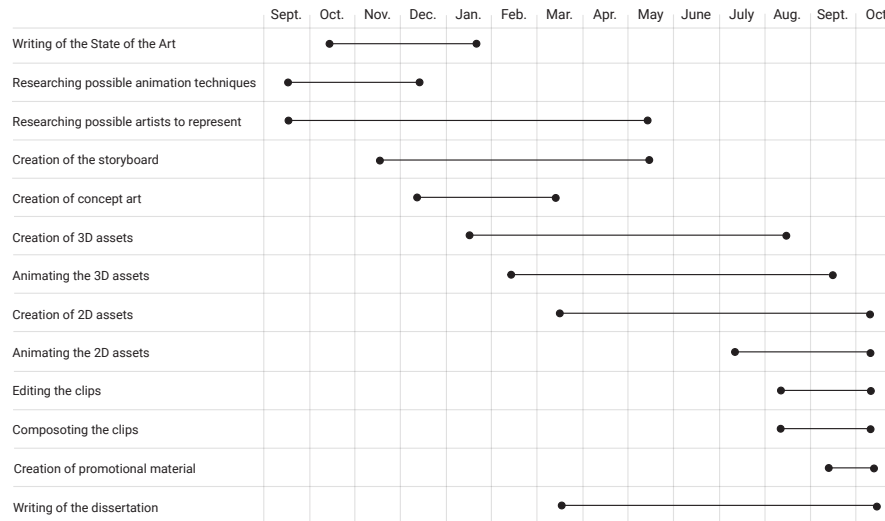 Sept. Oct. Nov. Dec. Jan. Feb. Mar. Apr. May June July Aug. Sept. Oct
Writing of the State of the Art
Researching possible animation techniques
Researching possible artists to represent
Creation of the storyboard
Creation of concept art
Creation of 3D assets
Animating the 3D assets
Creation of 2D assets
Animating the 2D assets
Editing the clips
Composoting the clips
Creation of promotional material
Writing of the dissertation